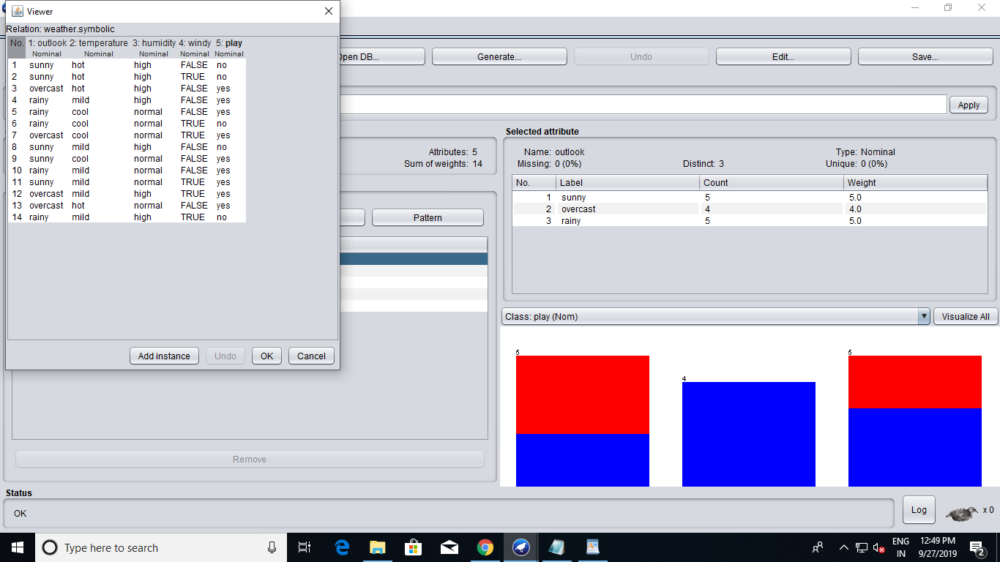 Viewer
Relation: weather.symbolic
No. 1: outlook 2: temperature 3: humidity 4: windy 5: play
Nominal Nominal Nominal Nominal Nominal
1 sunny hot high FALSE no
2 sunny hot high TRUE no
3 overcast hot high FALSE yes
4 rainy mild high FALSE yes
5 rainy cool normal FALSE yes
6 rainy cool normal TRUE no
7 overcast cool normal TRUE yes
8 sunny mild high FALSE no
9 sunny cool normal FALSE yes
10 rainy mild normal FALSE yes
11 sunny mild normal TRUE yes
12 overcast mild high TRUE yes
13 overcast hot normal FALSE yes
14 rainy mild high TRUE no
Add instance Undo OK Cancel
DB... Generate... Undo Edit... Save...
Apply
Attributes: 5
Sum of weights: 14
Pattern
Remove
Selected attribute
Name: outlook Type: Nominal
Missing: 0 (0%) Distinct: 3 Unique: 0 (0%)
No. Label Count Weight
1 sunny 5 5.0
2 overcast 4 4.0
3 rainy 5 5.0
Class: play (Nom) Visualize All
5 4 5
Status
OK
Log x 0
Type here to search
ENG
IN
12:49 PM
9/27/2019
2